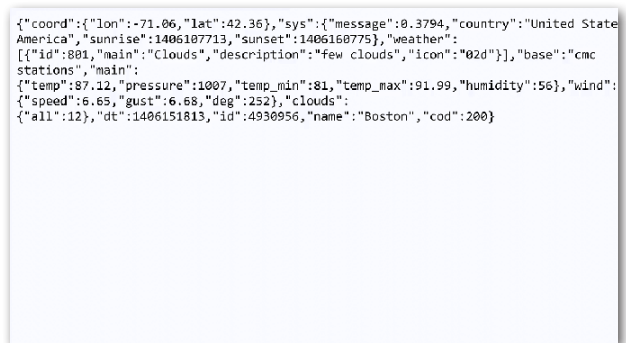 {"coord":{"lon":-71.06,"lat":42.36},"sys":{"message":0.3794,"country":"United State
America","sunrise":1406107713,"sunset":1406160775},"weather":
[{"id":801,"main":"Clouds","description":"few clouds","icon":"02d"}],"base":"cmc
stations","main":
{"temp":87.12,"pressure":1007,"temp_min":81,"temp_max":91.99,"humidity":56},"wind":
{"speed":6.65,"gust":6.68,"deg":252},"clouds":
{"all":12},"dt":1406151813,"id":4930956,"name":"Boston","cod":200}